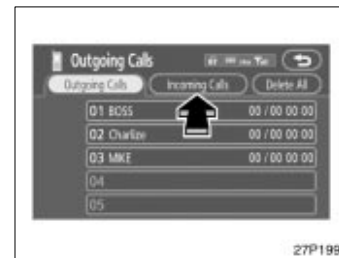 Outgoing Calls
Outgoing Calls Incoming Calls Delete All
01 BOSS 00/00 00 00
02 Charlize 00/00 00 00
03 MIKE 00/00 00 00
04
05
27P199